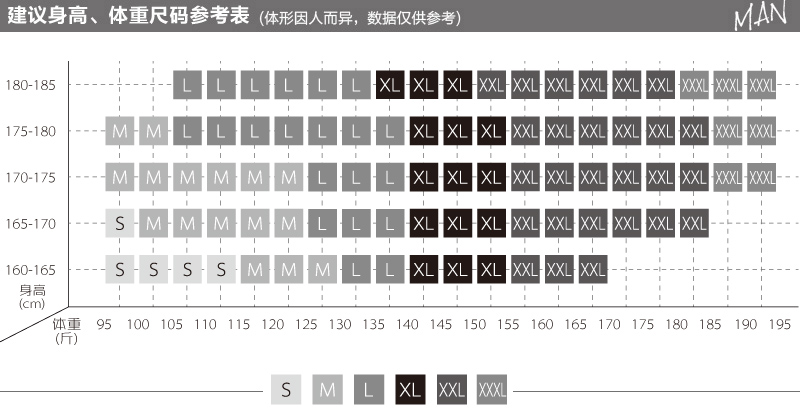 建议身高、体重尺码参考表 (体形因人而异，数据仅供参考) MAN
180-185 L L L L L L XL XL XL XXL XXL XXL XXL XXL XXL XXXL XXXL XXXL
175-180 M M L L L L L L L XL XL XL XXL XXL XXL XXL XXL XXL XXXL XXXL
170-175 M M M M M M L L L XL XL XL XXL XXL XXL XXL XXL XXL XXXL XXXL
165-170 S M M M M M L L L XL XL XL XXL XXL XXL XXL XXL XXL
160-165 S S S S M M M L L XL XL XL XXL XXL XXL
身高
(cm)
体重 95 100 105 110 115 120 125 130 135 140 145 150 155 160 165 170 175 180 185 190 195
(斤)
S M L XL XXL XXXL